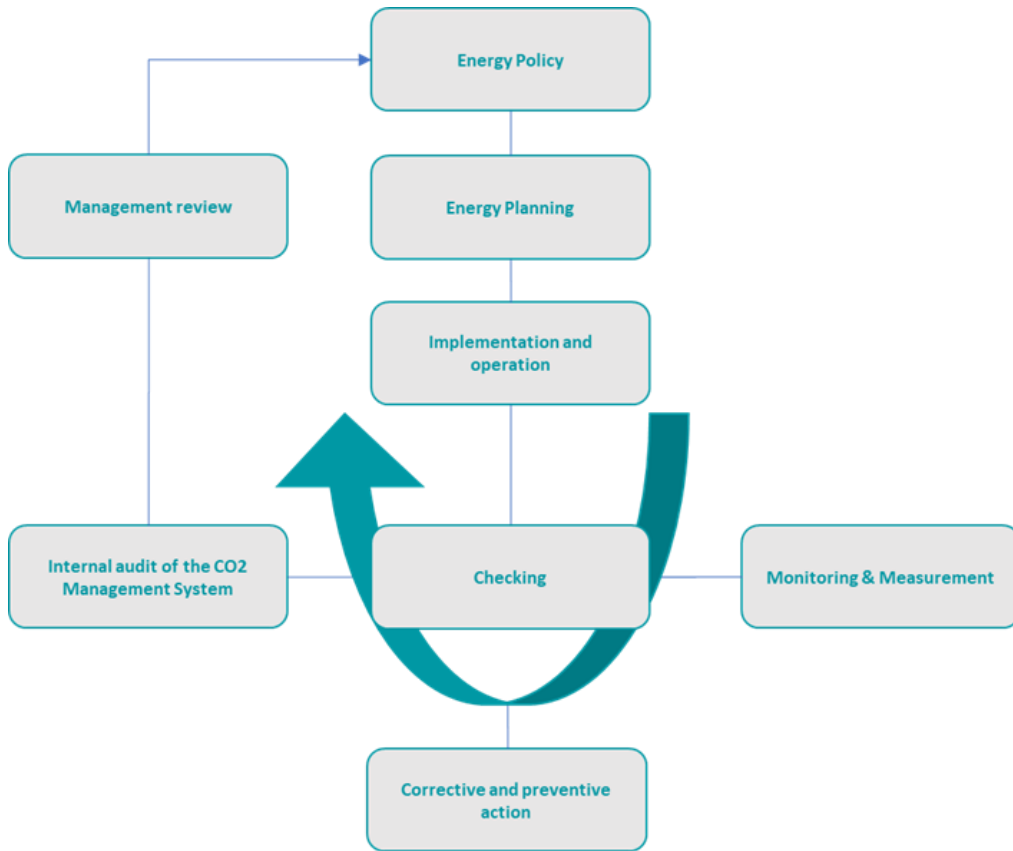 Energy Policy
Management review
Energy Planning
Implementation and
operation
Internal audit of the CO2
Management System
Checking
Monitoring & Measurement
Corrective and preventive
action